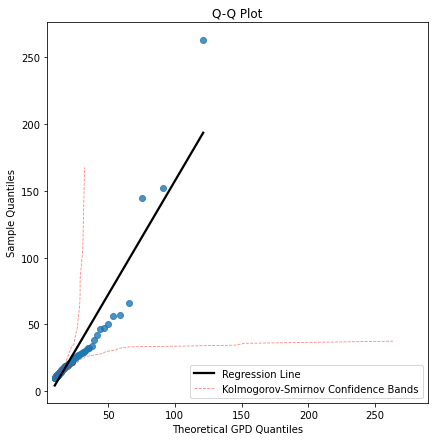 Q-Q Plot
Sample Quantiles
250
200
150
100
50
0
50
100
150
200
250
Theoretical GPD Quantiles
Regression Line
Kolmogorov-Smirnov Confidence Bands